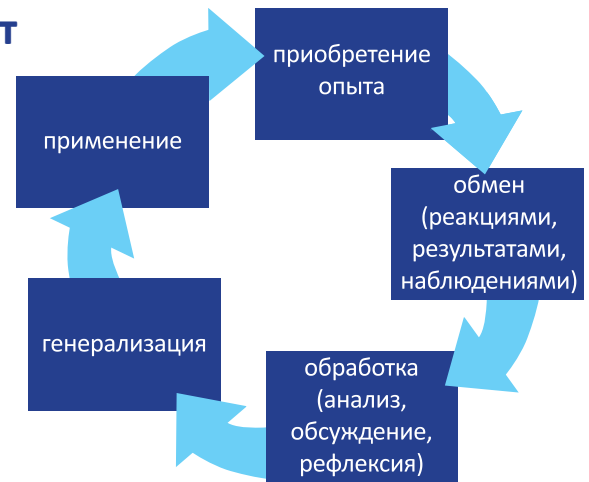 т
приобретение
опыта
обмен
(реакциями,
результатами,
наблюдениями)
обработка
(анализ,
обсуждение,
рефлексия)
генерализация
применение